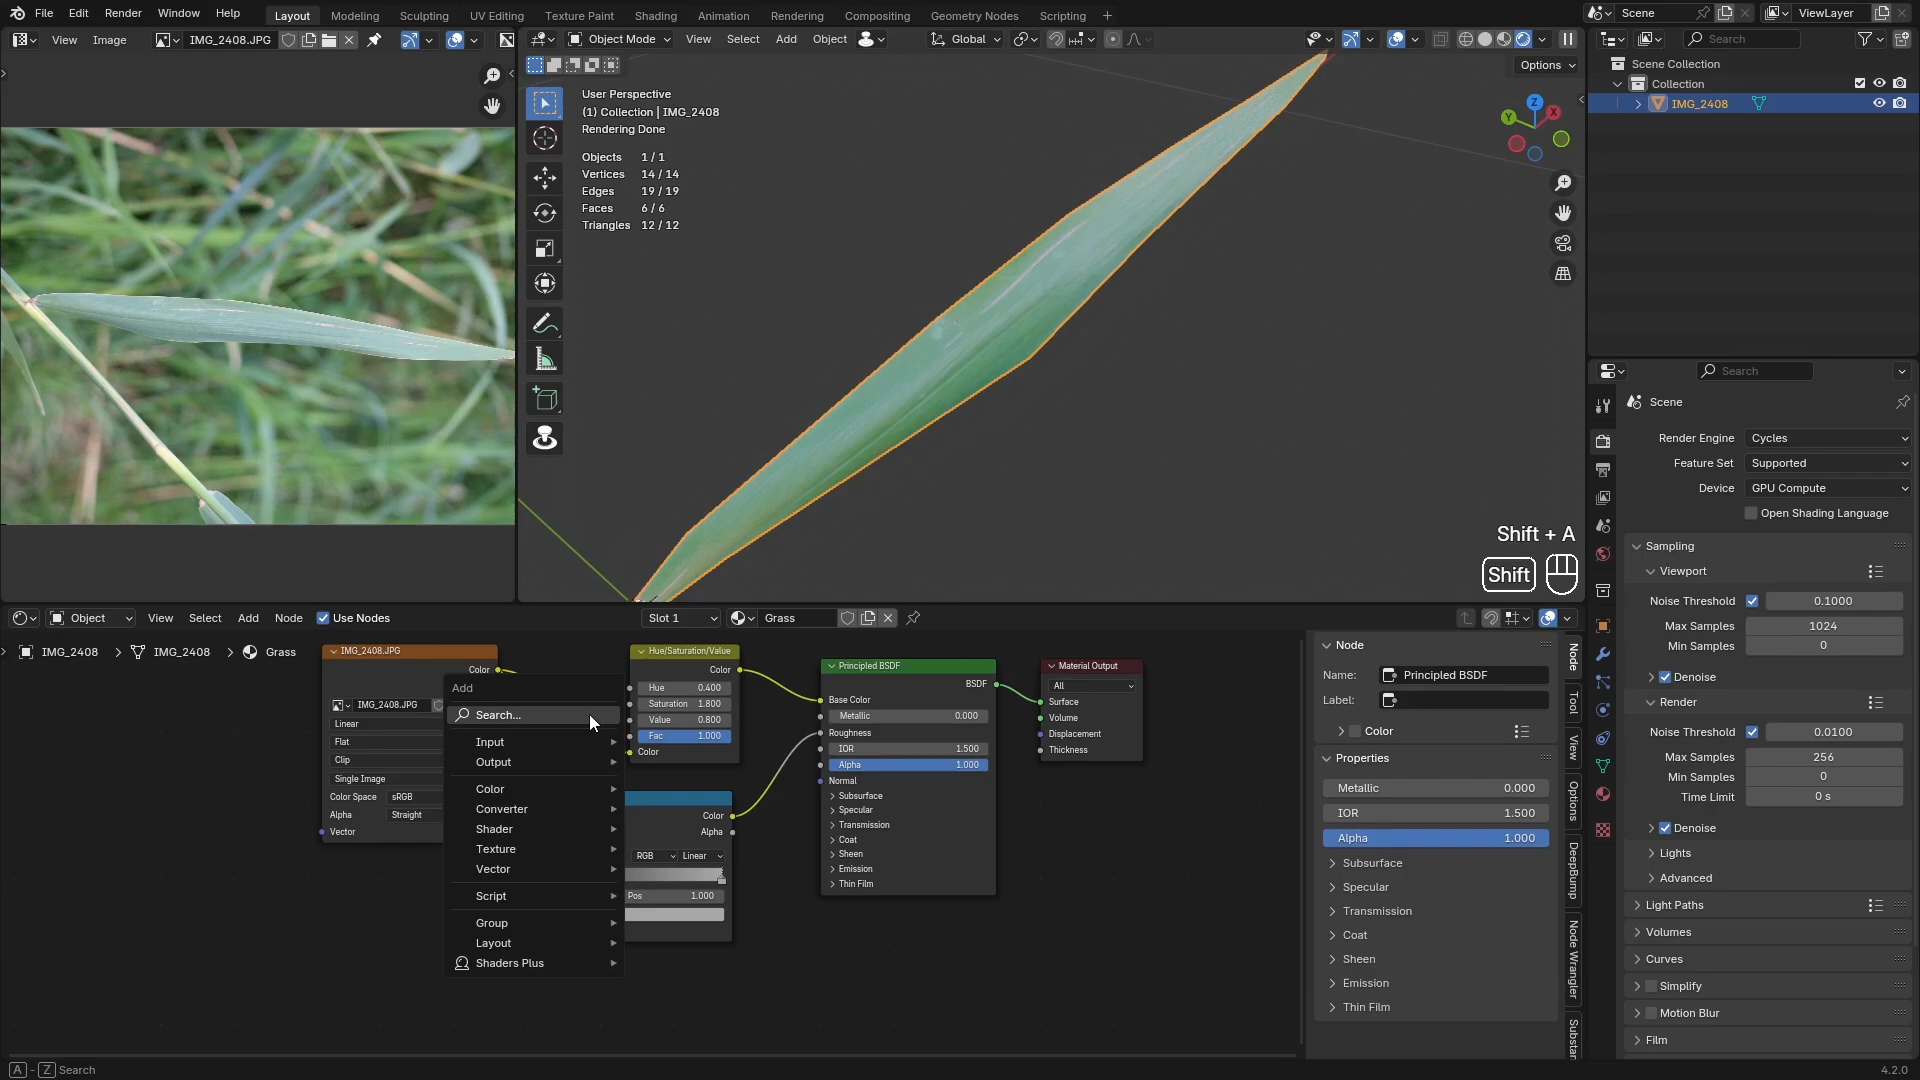 File Edit Render Window Help Layout Modeling Sculpting UV Editing Texture Paint Shading Animation Rendering Compositing Geometry Nodes Scripting + Scene ViewLayer
View Image IMG_2408.JPG
Object Mode View Select Add Object Global
Search
Options
User Perspective
(1) Collection | IMG_2408
Rendering Done
Objects 1 / 1
Vertices 14 / 14
Edges 19 / 19
Faces 6 / 6
Triangles 12 / 12
Z
Y
X
Shift + A
Shift
Scene Collection
Collection
IMG_2408
Search
Scene
Render Engine Cycles
Feature Set Supported
Device GPU Compute
Open Shading Language
Sampling
Viewport
Noise Threshold 0.1000
Max Samples 1024
Min Samples 0
Denoise
Render
Noise Threshold 0.0100
Max Samples 256
Min Samples 0
Time Limit 0 s
Denoise
Lights
Advanced
Light Paths
Volumes
Curves
Simplify
Motion Blur
Film
Object View Select Add Node Use Nodes Slot 1 Grass
IMG_2408 > IMG_2408 > Grass
IMG_2408.JPG
Color
IMG_2408.JPG
Linear
Flat
Clip
Single Image
Color Space sRGB
Alpha Straight
Vector
Add
Search...
Input
Output
Color
Converter
Shader
Texture
Vector
Script
Group
Layout
Shaders Plus
Hue/Saturation/Value
Color
Hue 0.400
Saturation 1.800
Value 0.800
Fac 1.000
Color
Color
Alpha
RGB Linear
Pos 1.000
Principled BSDF
BSDF
Base Color
Metallic 0.000
Roughness
IOR 1.500
Alpha 1.000
Normal
Subsurface
Specular
Transmission
Coat
Sheen
Emission
Thin Film
Material Output
All
Surface
Volume
Displacement
Thickness
Node
Name: Principled BSDF
Label:
Color
Properties
Metallic 0.000
IOR 1.500
Alpha 1.000
Subsurface
Specular
Transmission
Coat
Sheen
Emission
Thin Film
Node
Tool
View
Options
DeepBump
Node Wrangler
Substan
A - Z Search
4.2.0